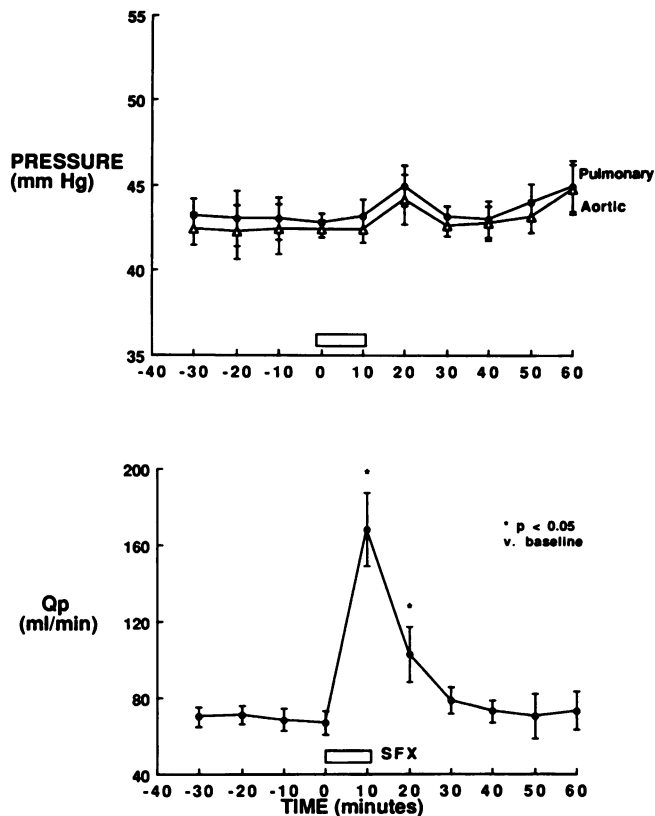 55
50
PRESSURE
(mm Hg)
45
Pulmonary
Aortic
40
35
-40 -30 -20 -10 0 10 20 30 40 50 60
200
*
* p < 0.05
v. baseline
160
Qp
(ml/min)
120
*
80
SFX
40
-40 -30 -20 -10 0 10 20 30 40 50 60
TIME (minutes)